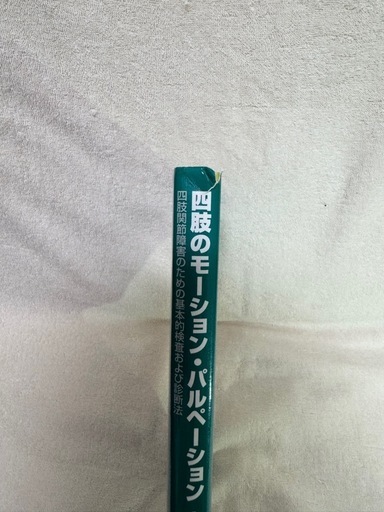 四肢のモーション・パルペーション
四肢関節障害のための基本的検査および診断法